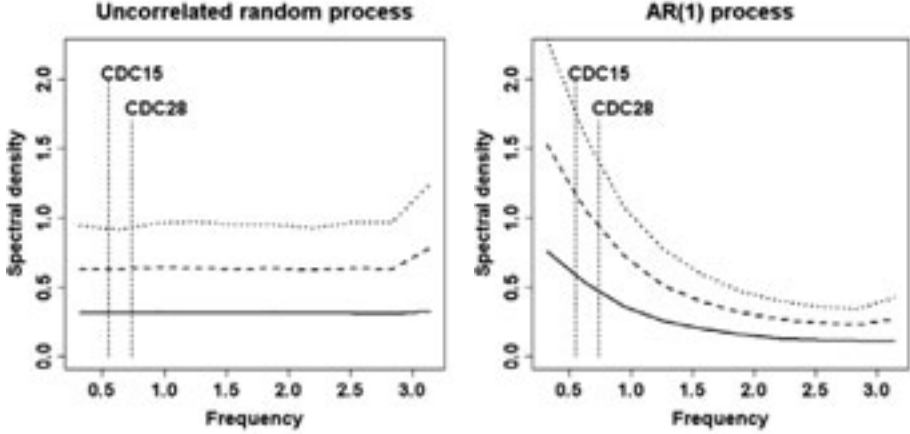 Uncorrelated random process
Spectral density
2.0
1.5
1.0
0.5
0.0
CDC15
CDC28
0.5 1.0 1.5 2.0 2.5 3.0
Frequency
AR(1) process
Spectral density
2.0
1.5
1.0
0.5
0.0
CDC15
CDC28
0.5 1.0 1.5 2.0 2.5 3.0
Frequency